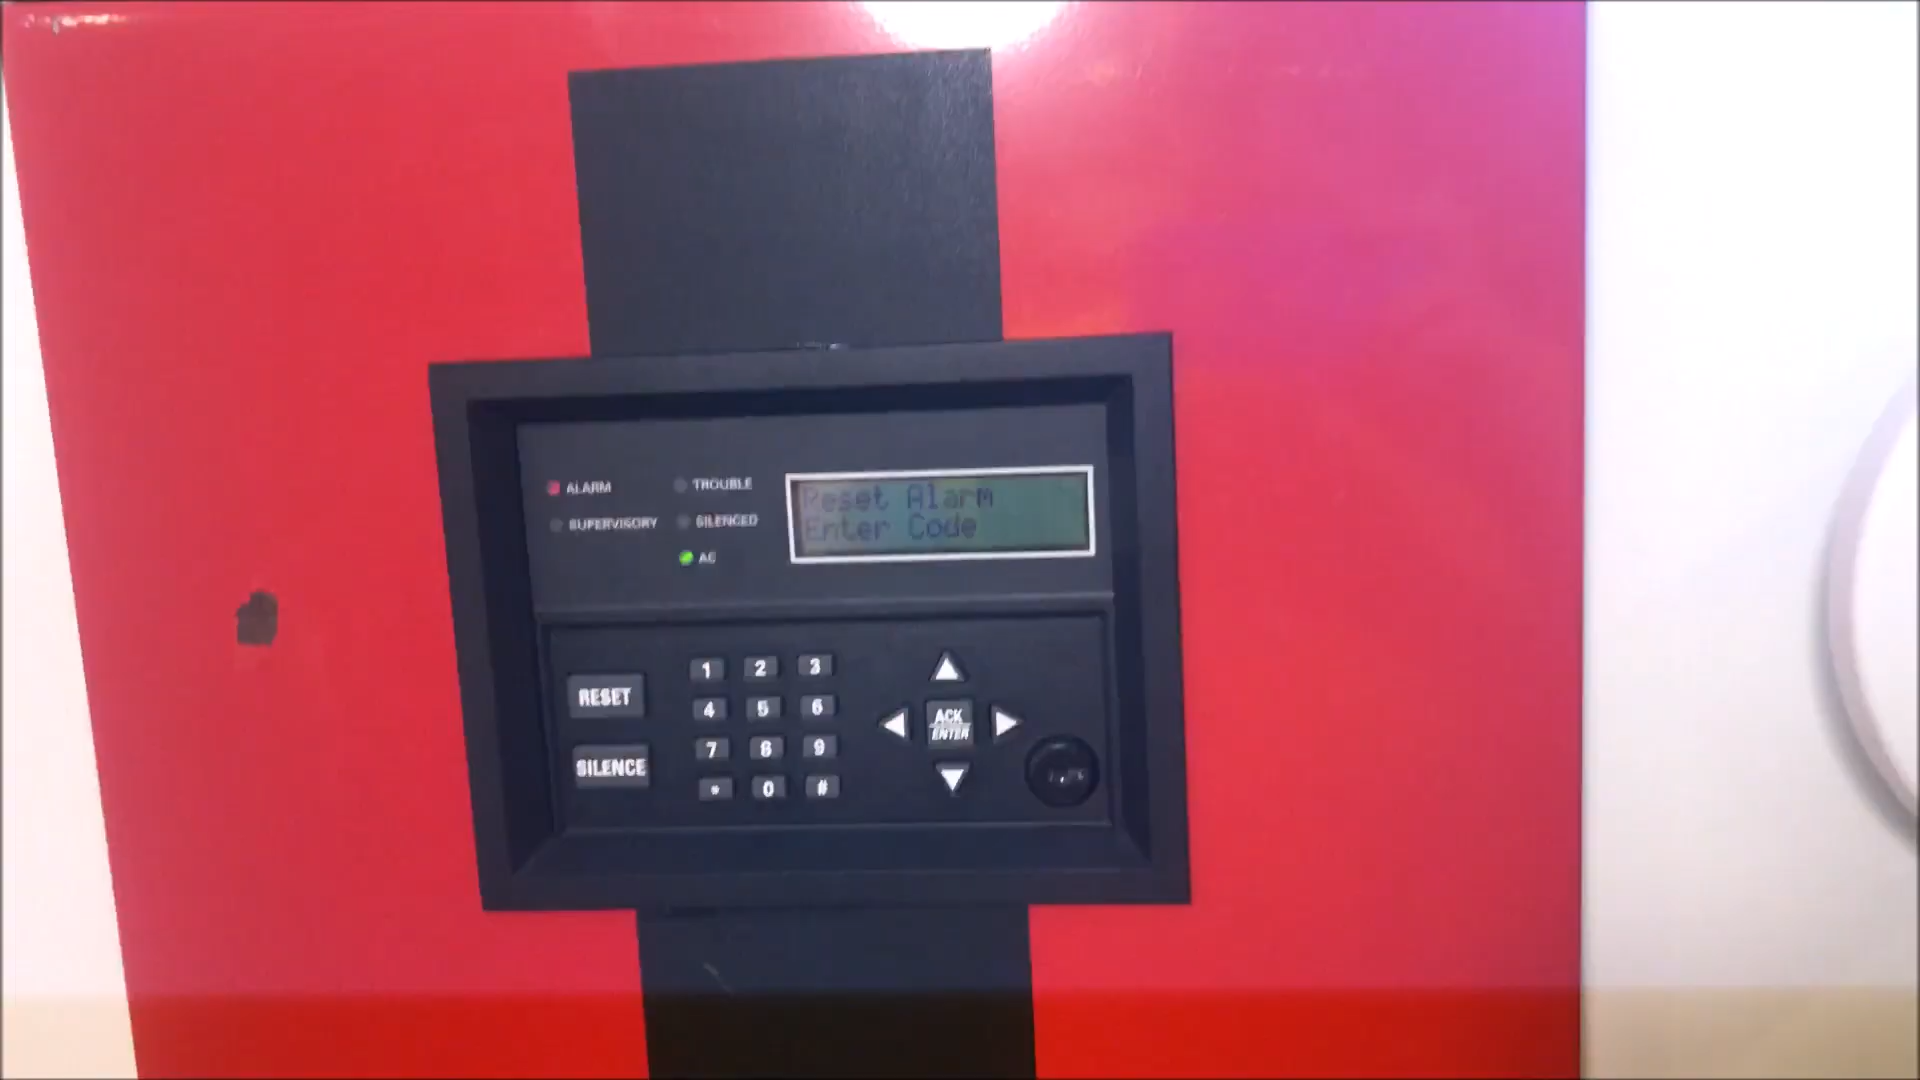 ALARM
TROUBLE
SUPERVISORY
SILENCED
AC
Reset Alarm
Enter Code
RESET
SILENCE
1 2 3
4 5 6
7 8 9
* 0 #
ACK
ENTER